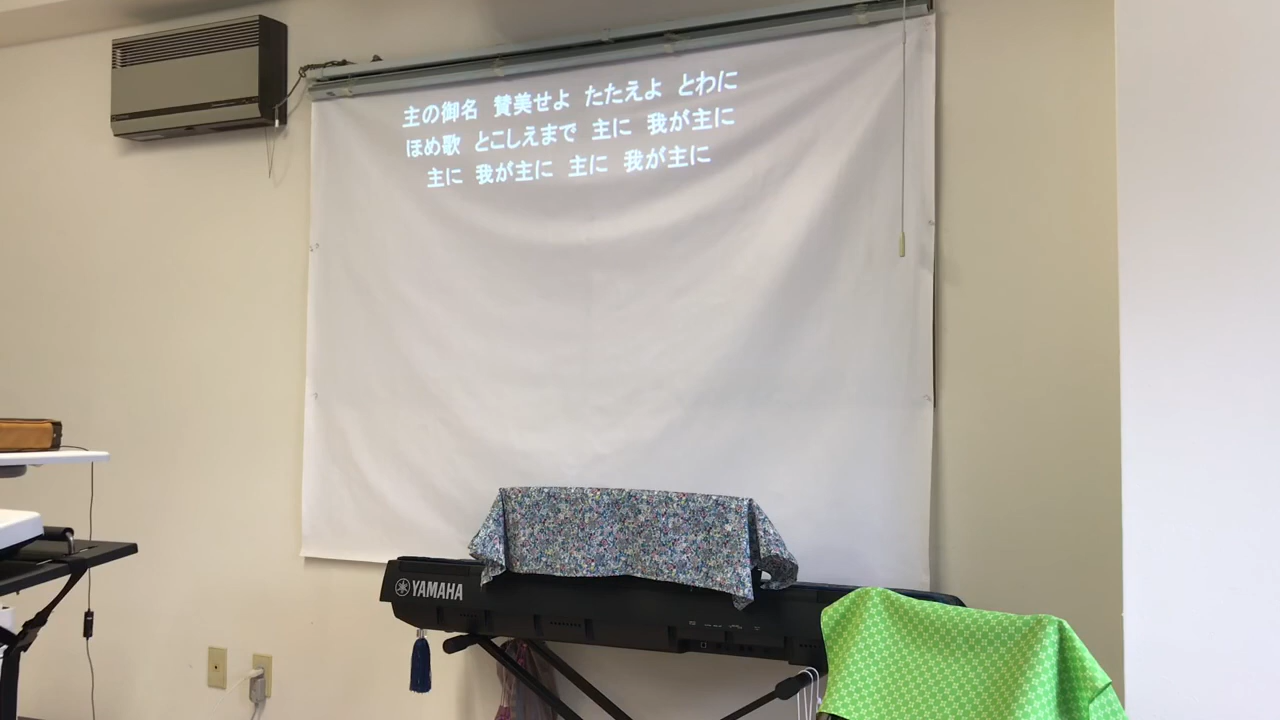 主の御名 賛美せよ たたえよ とわに
ほめ歌 とこしえまで 主に 我が主に
主に 我が主に 主に 我が主に
YAMAHA